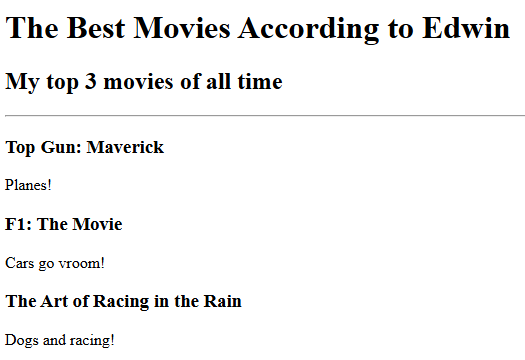 The Best Movies According to Edwin
My top 3 movies of all time
Top Gun: Maverick
Planes!
F1: The Movie
Cars go vroom!
The Art of Racing in the Rain
Dogs and racing!